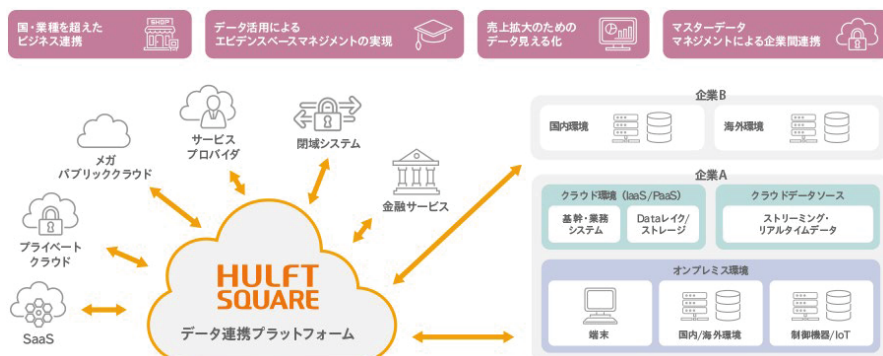 国・業種を超えた
ビジネス連携
データ活用による
エビデンスベースマネジメントの実現
売上拡大のための
データ見える化
マスターデータ
マネジメントによる企業間連携
SHOP
サービス
プロバイダ
閉域システム
メガ
パブリッククラウド
金融サービス
プライベート
クラウド
SaaS
HULFT
SQUARE
データ連携プラットフォーム
企業B
国内環境
海外環境
企業A
クラウド環境（IaaS/PaaS）
基幹・業務
システム
Dataレイク/
ストレージ
クラウドデータソース
ストリーミング・
リアルタイムデータ
オンプレミス環境
端末
国内/海外環境
制御機器/IoT